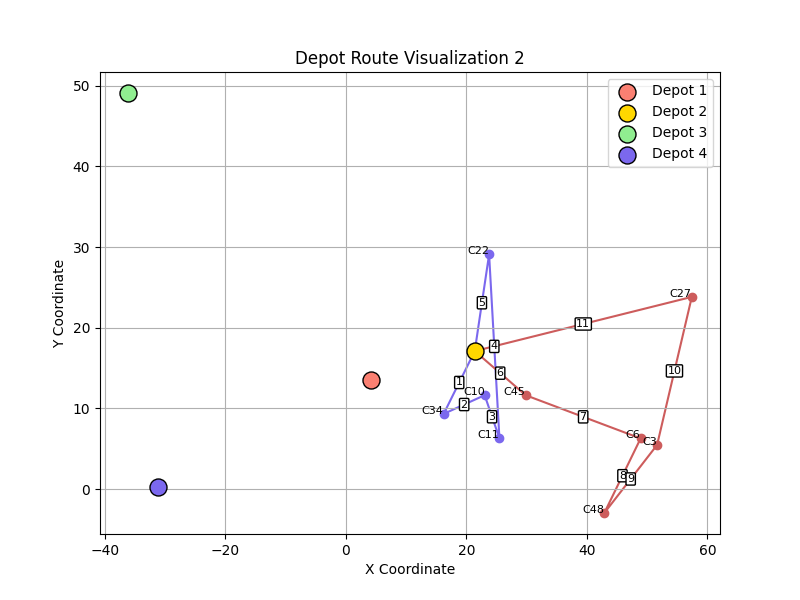 Depot Route Visualization 2
Depot 1
Depot 2
Depot 3
Depot 4
50
40
30
20
10
0
Y Coordinate
C22
C27
5
11
4
1
6
10
C34
2
C10
C45
3
7
C11
C6
C3
8
9
C48
−40
−20
0
20
40
60
X Coordinate